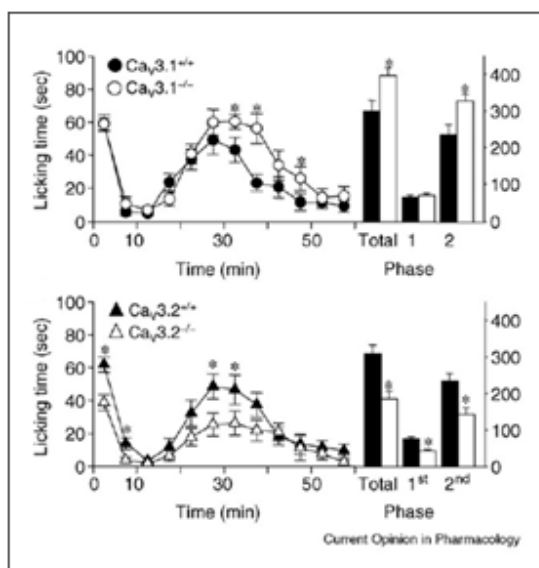 100
80
60
40
20
0
Licking time (sec)
Caᵥ3.1⁺/⁺
Caᵥ3.1⁻/⁻
* * *
0 10 30 50
Time (min)
* *
400
300
200
100
0
Total 1 2
Phase
100
80
60
40
20
0
Licking time (sec)
Caᵥ3.2⁺/⁺
Caᵥ3.2⁻/⁻
* * * *
0 10 30 50
Time (min)
* * *
400
300
200
100
0
Total 1ˢᵗ 2ⁿᵈ
Phase
Current Opinion in Pharmacology